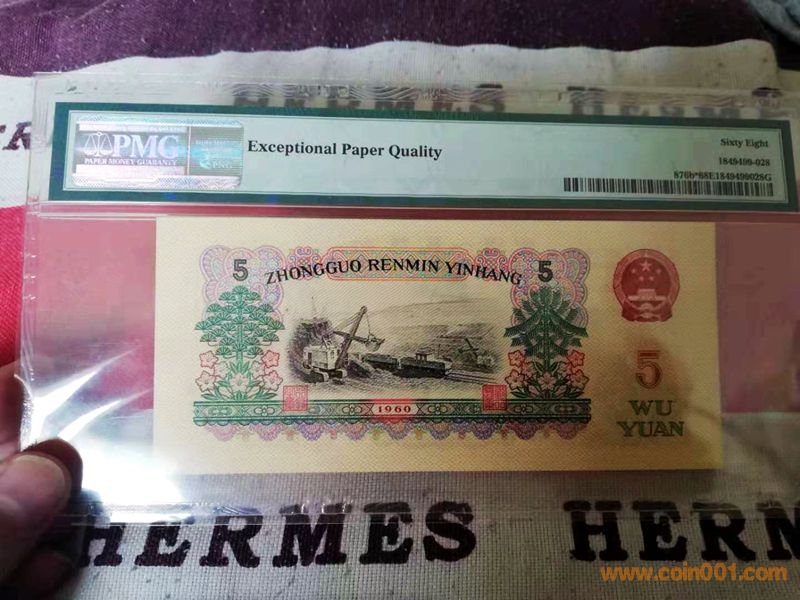 HERMES
HERMES
PMG
PAPER MONEY GUARANTY
Exceptional Paper Quality
Sixty Eight
1849499-028
876b*68E1849499028G
5
ZHONGGUO RENMIN YINHANG
5
5
WU
YUAN
1960
HERMES
HERM
www.coin001.com